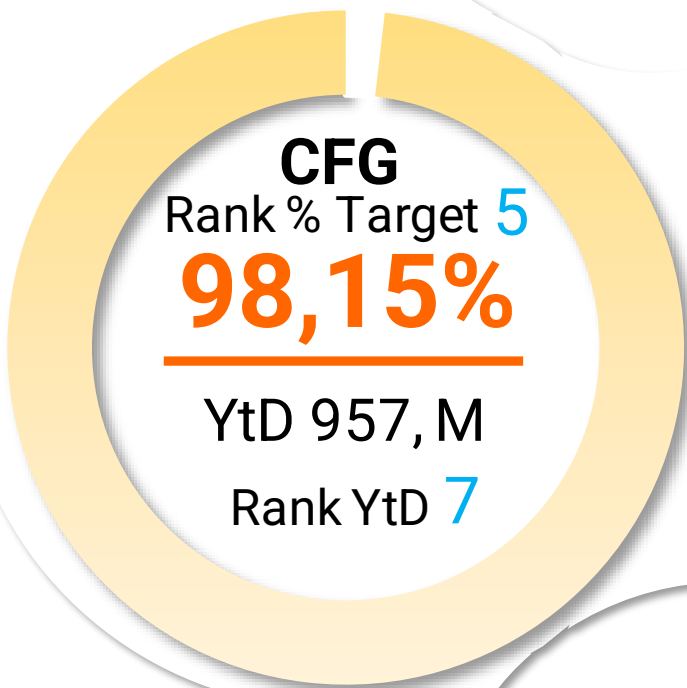 CFG
Rank % Target 5
98,15%
YtD 957, M
Rank YtD 7